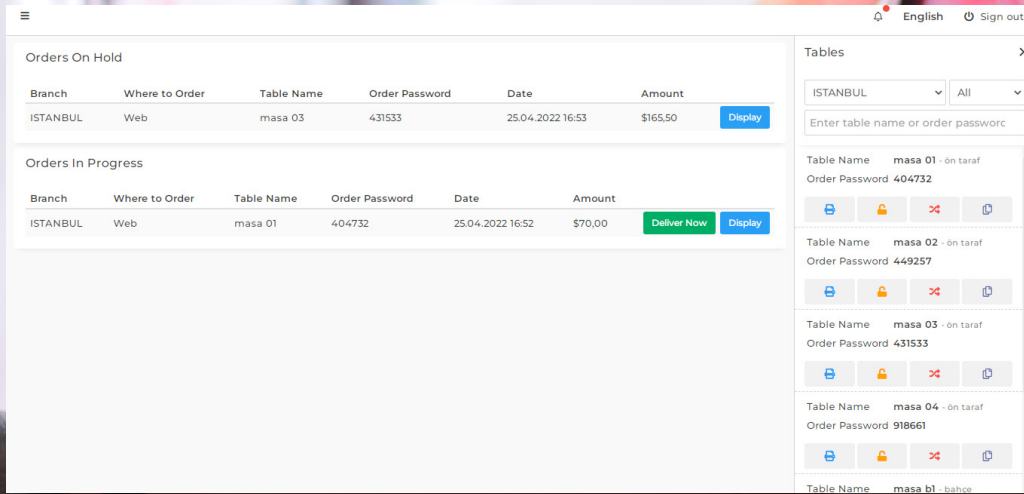 English Sign out
Orders On Hold
Branch Where to Order Table Name Order Password Date Amount
ISTANBUL Web masa 03 431533 25.04.2022 16:53 $165,50 Display
Orders In Progress
Branch Where to Order Table Name Order Password Date Amount
ISTANBUL Web masa 01 404732 25.04.2022 16:52 $70,00 Deliver Now Display
Tables
ISTANBUL All
Enter table name or order passworc
Table Name masa 01 - ön taraf
Order Password 404732
Table Name masa 02 - ön taraf
Order Password 449257
Table Name masa 03 - ön taraf
Order Password 431533
Table Name masa 04 - ön taraf
Order Password 918661
Table Name masa b1 - bahçe